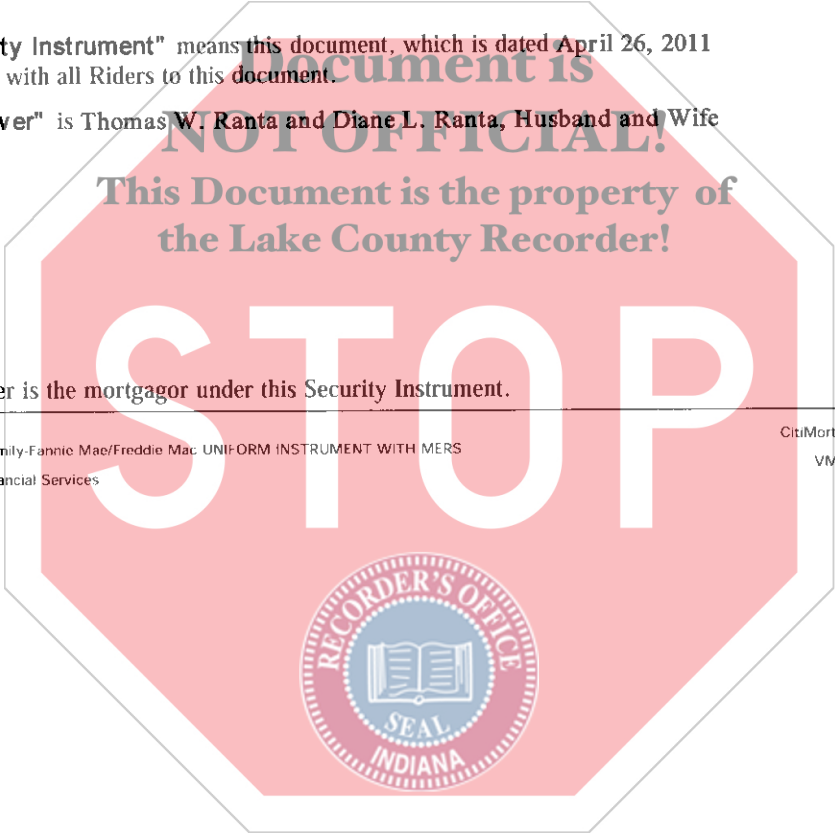 ty Instrument" means this document, which is dated April 26, 2011
with all Riders to this document.
Document is
ver" is Thomas W. Ranta and Diane L. Ranta, Husband and Wife
NOT OFFICIAL!
This Document is the property of
the Lake County Recorder!
STOP
er is the mortgagor under this Security Instrument.
mily-Fannie Mae/Freddie Mac UNIFORM INSTRUMENT WITH MERS
CitiMort
ancial Services
VM
RECORDER'S OFFICE
SEAL
INDIANA